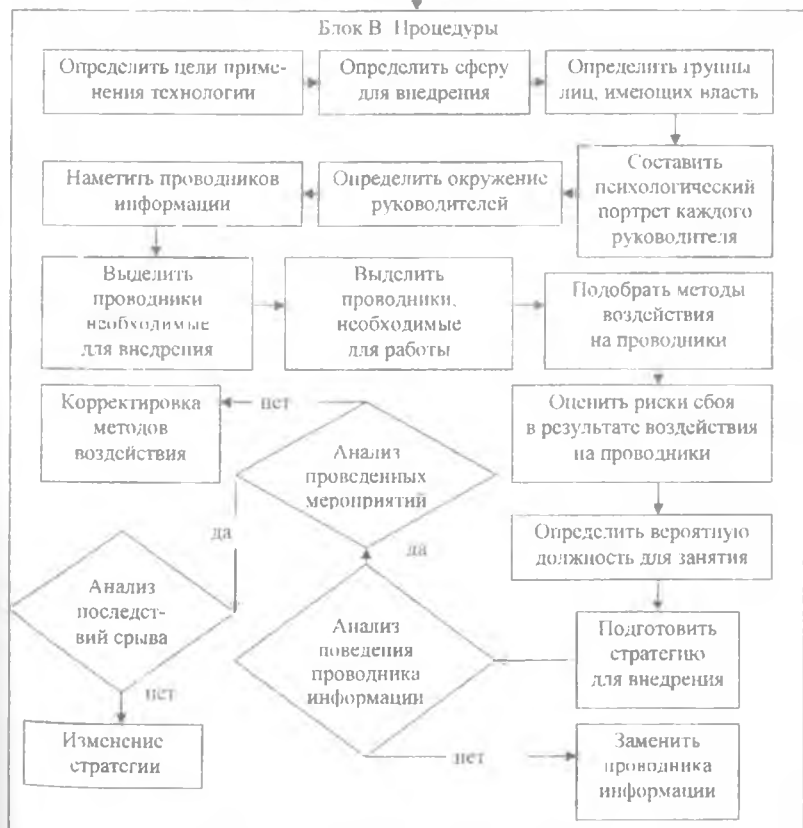 Блок В Процедуры
Определить цели приме-
нения технологии
Определить сферу
для внедрения
Определить группы
лиц, имеющих власть
Составить
психологический
портрет каждого
руководителя
Определить окружение
руководителей
Наметить проводников
информации
Выделить
проводники
необходимые
для внедрения
Выделить
проводники,
необходимые
для работы
Подобрать методы
воздействия
на проводники
Оценить риски сбоя
в результате воздействия
на проводники
Определить вероятную
должность для занятия
Подготовить
стратегию
для внедрения
Анализ
поведения
проводника
информации
нет
Заменить
проводника
информации
да
Анализ
проведенных
мероприятий
нет
Корректировка
методов
воздействия
да
Анализ
последст-
вий срыва
нет
Изменение
стратегии